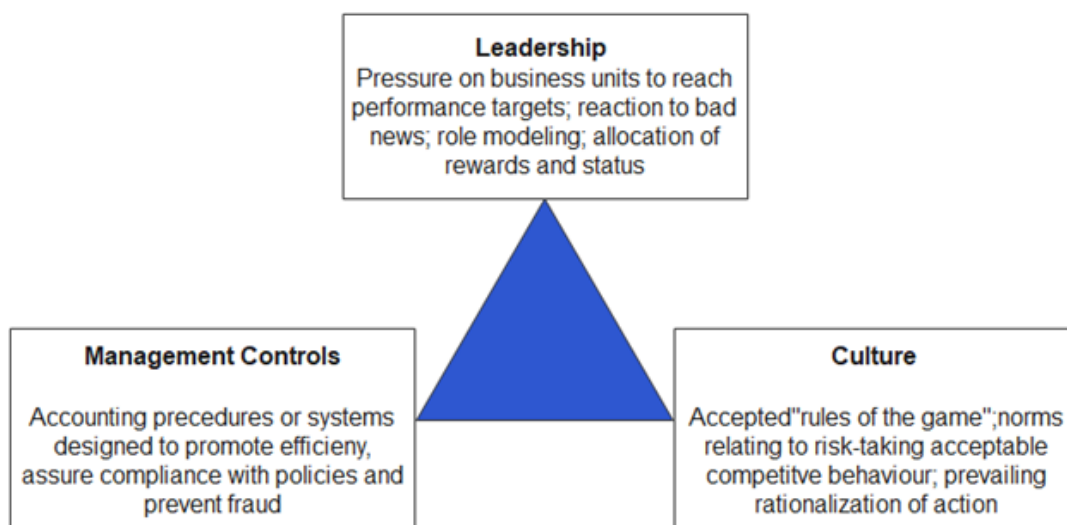 Leadership
Pressure on business units to reach
performance targets; reaction to bad
news; role modeling; allocation of
rewards and status
Management Controls
Accounting precedures or systems
designed to promote efficieny,
assure compliance with policies and
prevent fraud
Culture
Accepted"rules of the game";norms
relating to risk-taking acceptable
competitve behaviour; prevailing
rationalization of action